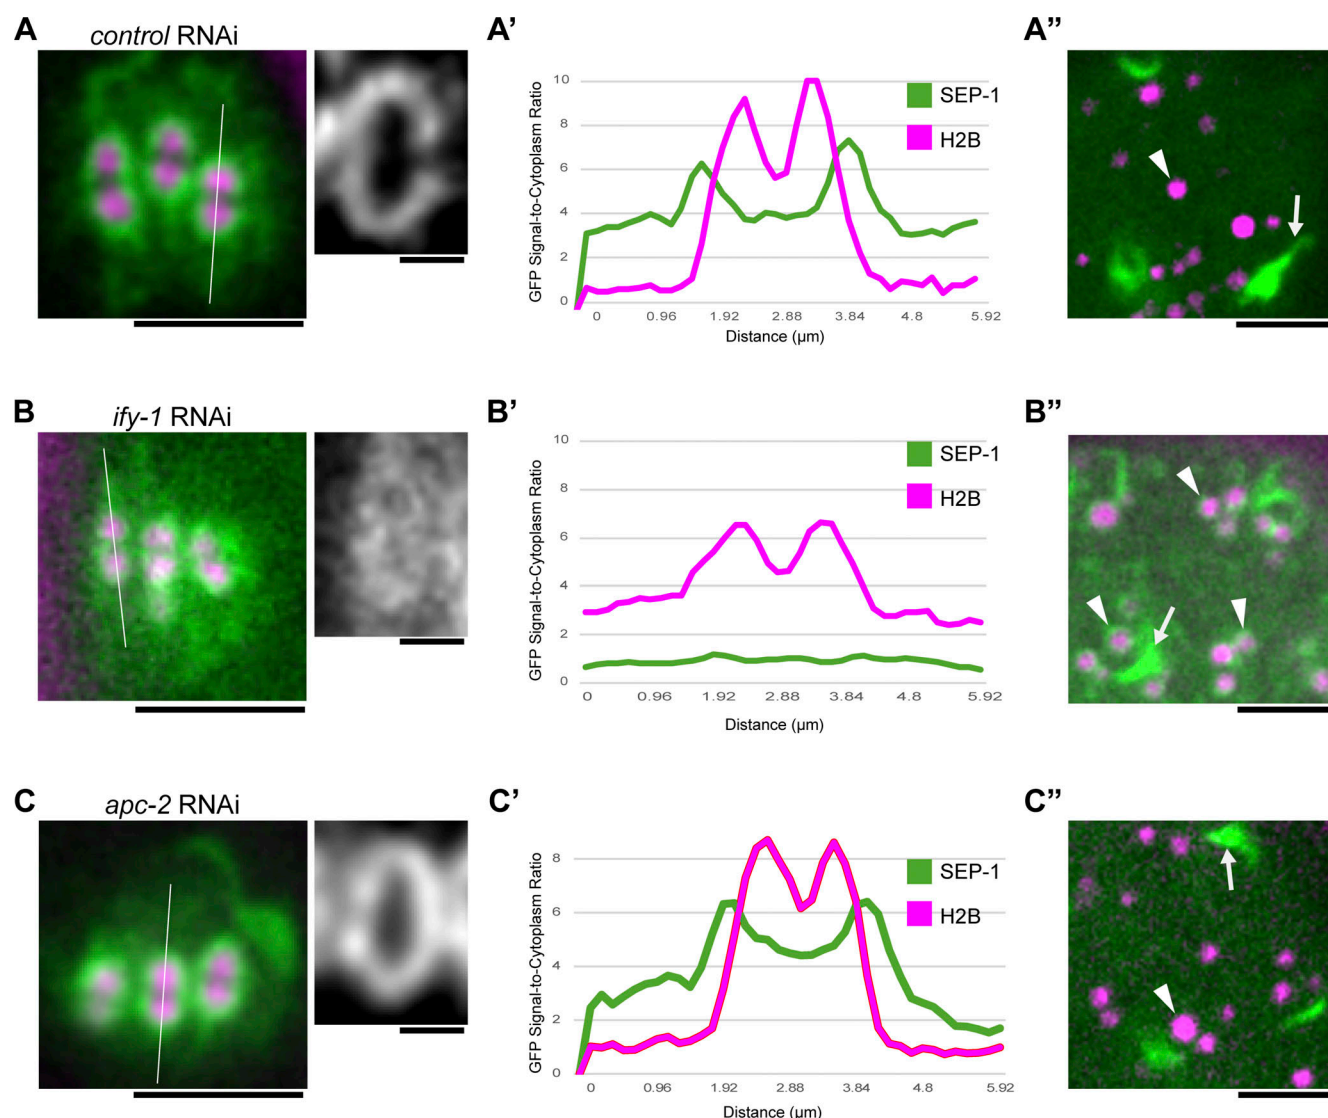 A
control RNAi
A’
GFP Signal-to-Cytoplasm Ratio
10
8
6
4
2
0
0 0.96 1.92 2.88 3.84 4.8 5.92
Distance (µm)
SEP-1
H2B
A”
B
ify-1 RNAi
B’
GFP Signal-to-Cytoplasm Ratio
10
8
6
4
2
0
0 0.96 1.92 2.88 3.84 4.8 5.92
Distance (µm)
SEP-1
H2B
B”
C
apc-2 RNAi
C’
GFP Signal-to-Cytoplasm Ratio
8
6
4
2
0
0 0.96 1.92 2.88 3.84 4.8 5.92
Distance (µm)
SEP-1
H2B
C”